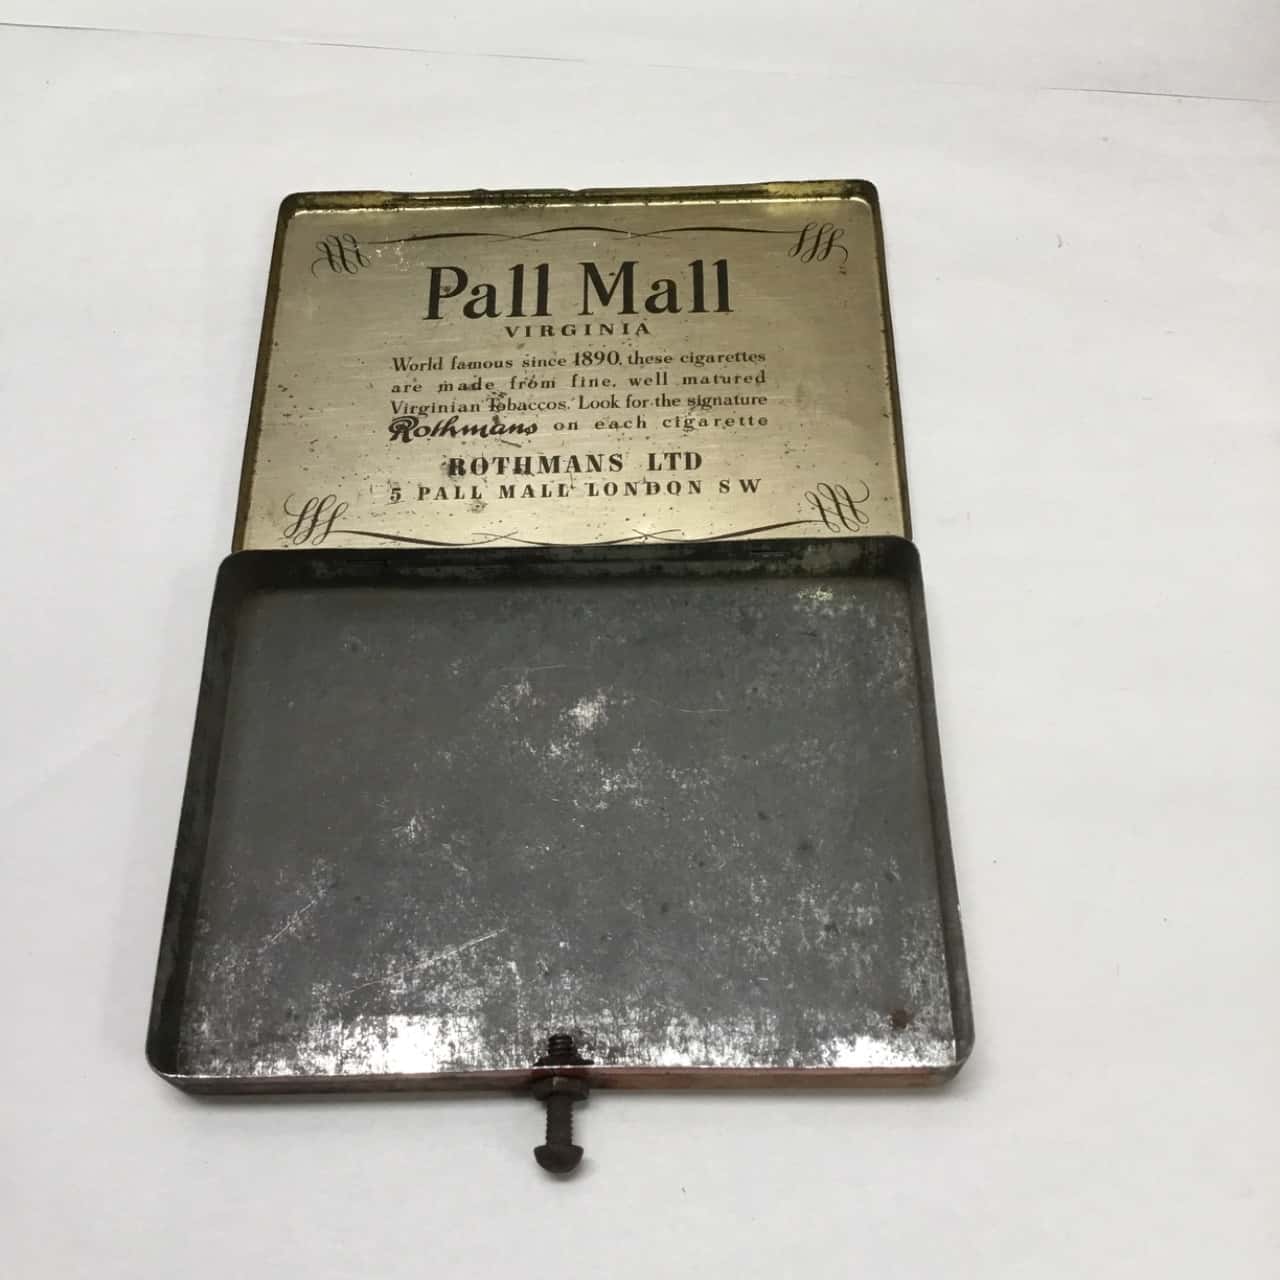 Pall Mall
VIRGINIA
World famous since 1890, these cigarettes
are made from fine, well matured
Virginian Tobaccos. Look for the signature
Rothmans on each cigarette
ROTHMANS LTD
5 PALL MALL LONDON S W